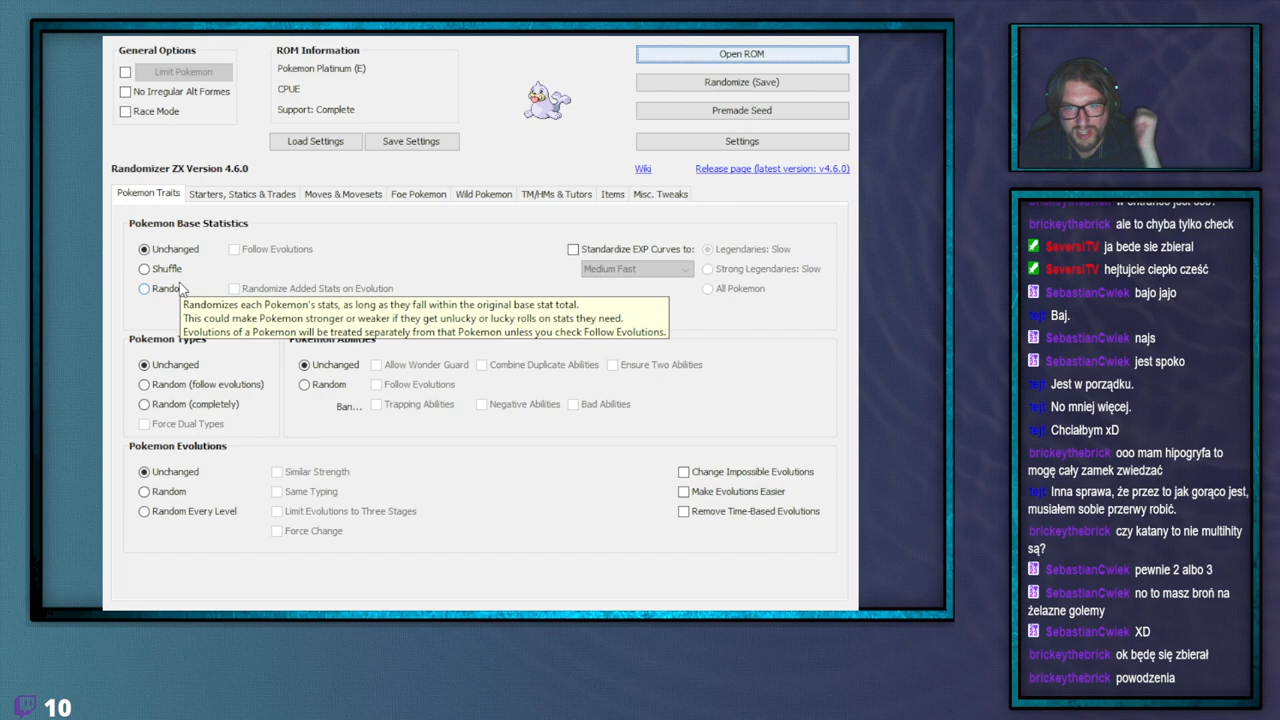 General Options
Limit Pokemon
No Irregular Alt Formes
Race Mode
ROM Information
Pokemon Platinum (E)
CPUE
Support: Complete
Load Settings
Save Settings
Open ROM
Randomize (Save)
Premade Seed
Settings
Randomizer ZX Version 4.6.0
Wiki
Release page (latest version: v4.6.0)
Pokemon Traits
Starters, Statics & Trades
Moves & Movesets
Foe Pokemon
Wild Pokemon
TM/HMs & Tutors
Items
Misc. Tweaks
Pokemon Base Statistics
Unchanged
Follow Evolutions
Standardize EXP Curves to:
Legendaries: Slow
Shuffle
Medium Fast
Strong Legendaries: Slow
Randomize Added Stats on Evolution
All Pokemon
Randomizes each Pokemon's stats, as long as they fall within the original base stat total.
This could make Pokemon stronger or weaker if they get unlucky or lucky rolls on stats they need.
Evolutions of a Pokemon will be treated separately from that Pokemon unless you check Follow Evolutions.
Pokemon Types
Unchanged
Random (follow evolutions)
Random (completely)
Force Dual Types
Pokemon Abilities
Unchanged
Allow Wonder Guard
Combine Duplicate Abilities
Ensure Two Abilities
Random
Follow Evolutions
Ban...
Trapping Abilities
Negative Abilities
Bad Abilities
Pokemon Evolutions
Unchanged
Similar Strength
Change Impossible Evolutions
Random
Same Typing
Make Evolutions Easier
Random Every Level
Limit Evolutions to Three Stages
Remove Time-Based Evolutions
Force Change
brickeythebrick ale to chyba tylko check
SeversiTV ja bede sie zbieral
SeversiTV hejtujcie ciepło cześć
SebastianCwiek bajo jajo
tejt Baj.
SebastianCwiek najs
SebastianCwiek jest spoko
tejt Jest w porządku.
tejt No mniej więcej.
tejt Chciałbym xD
brickeythebrick ooo mam hipogryfa to
mogę cały zamek zwiedzać
tejt Inna sprawa, że przez to jak gorąco jest,
musiałem sobie przerwy robić.
brickeythebrick czy katany to nie multihity
są?
SebastianCwiek pewnie 2 albo 3
SebastianCwiek no to masz broń na
żelazne golemy
SebastianCwiek XD
brickeythebrick ok będę się zbierał
brickeythebrick powodzenia
10